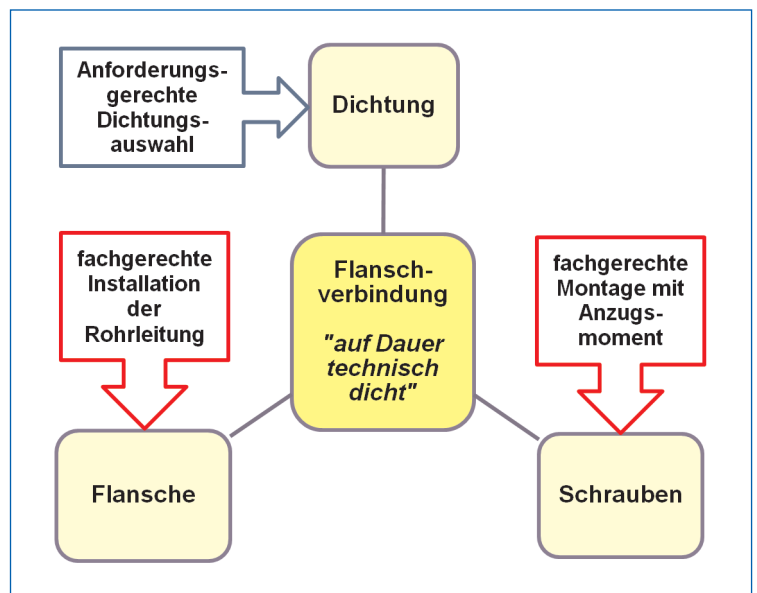 Anforderungs-
gerechte
Dichtungs-
auswahl
Dichtung
fachgerechte
Installation
der
Rohrleitung
Flansch-
verbindung
"auf Dauer
technisch
dicht"
fachgerechte
Montage mit
Anzugs-
moment
Flansche
Schrauben